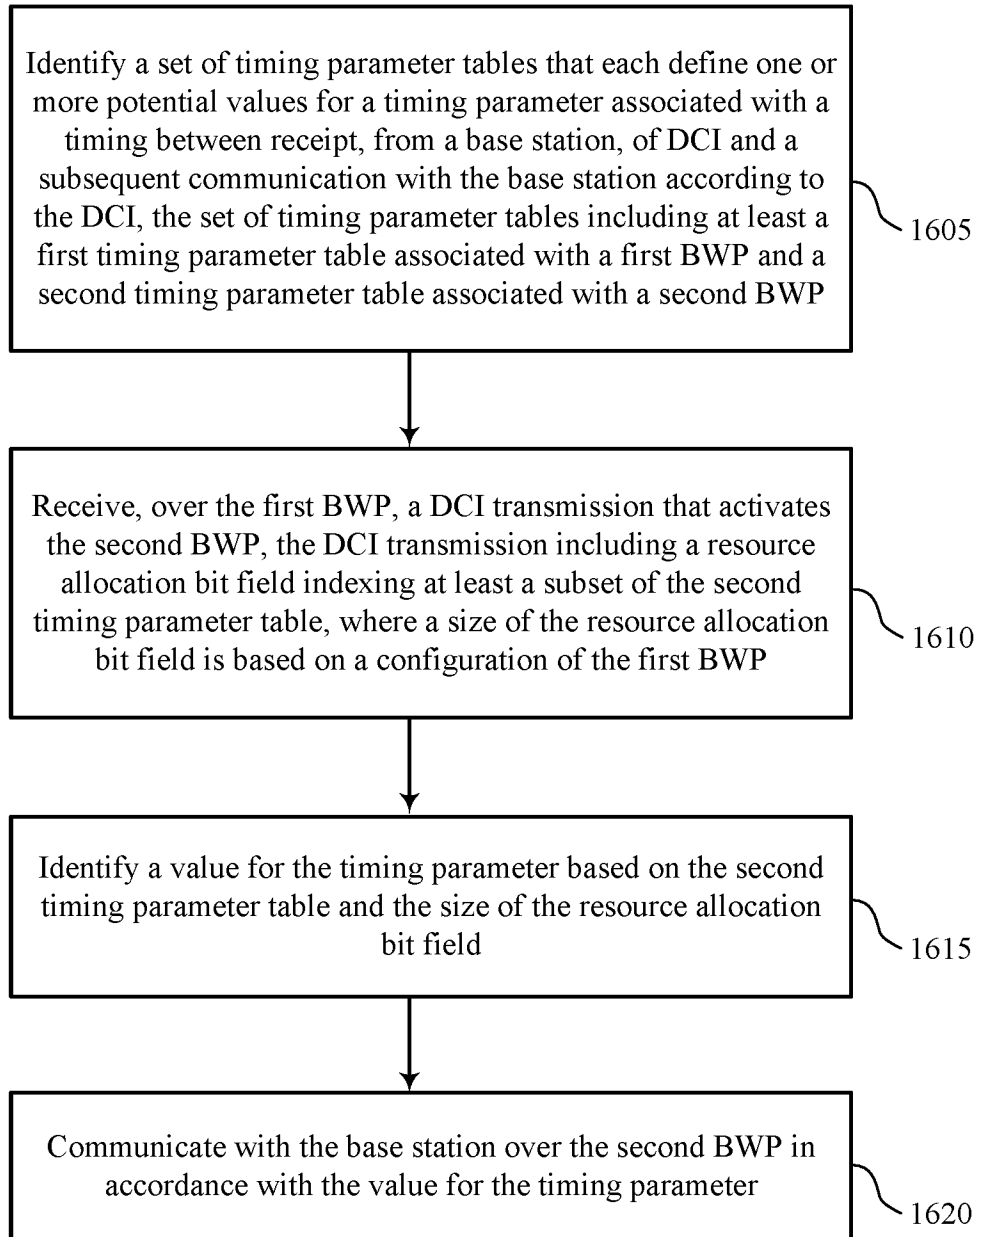 Identify a set of timing parameter tables that each define one or
more potential values for a timing parameter associated with a
timing between receipt, from a base station, of DCI and a
subsequent communication with the base station according to
the DCI, the set of timing parameter tables including at least a
first timing parameter table associated with a first BWP and a
second timing parameter table associated with a second BWP
1605
Receive, over the first BWP, a DCI transmission that activates
the second BWP, the DCI transmission including a resource
allocation bit field indexing at least a subset of the second
timing parameter table, where a size of the resource allocation
bit field is based on a configuration of the first BWP
1610
Identify a value for the timing parameter based on the second
timing parameter table and the size of the resource allocation
bit field
1615
Communicate with the base station over the second BWP in
accordance with the value for the timing parameter
1620